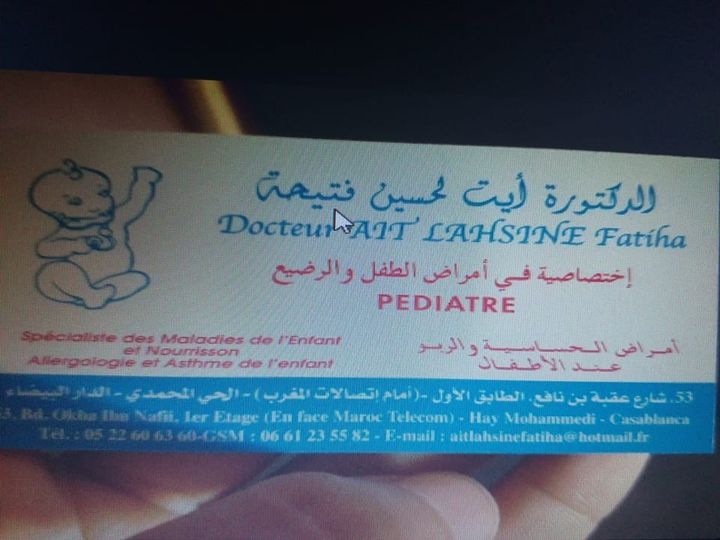 الدكتورة أيت لحسين فتيحة
Docteur AIT LAHSINE Fatiha
إختصاصية في أمراض الطفل والرضيع
PEDIATRE
Spécialiste des Maladies de l'Enfant
et Nourrisson
Allergologie et Asthme de l'enfant
أمراض الحساسية والربو
عند الأطفال
53. شارع عقبة بن نافع. الطابق الأول -(أمام إتصالات المغرب) - الحي المحمدي - الدار البيضاء
53. Bd. Okba Ibn Nafii, 1er Etage (En face Maroc Telecom) - Hay Mohammedi - Casablanca
Tél. : 05 22 60 63 60-GSM : 06 61 23 55 82 - E-mail : aitlahsinefatiha@hotmail.fr